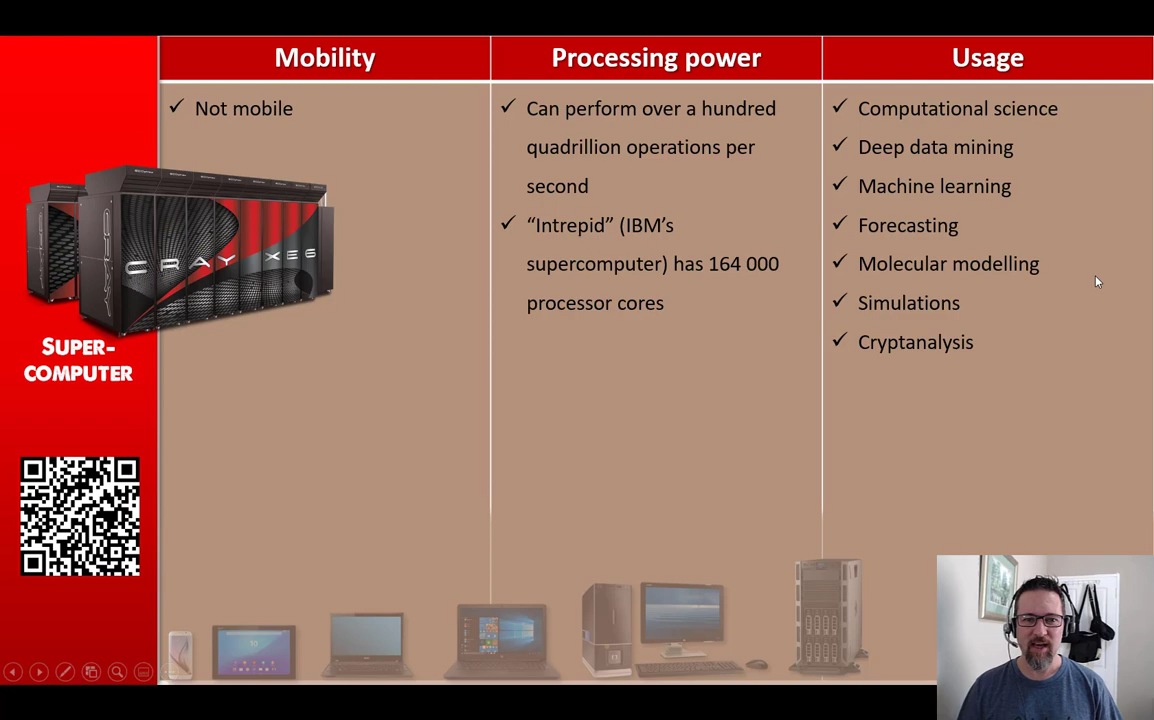 Mobility
Processing power
Usage
✓ Not mobile
✓ Can perform over a hundred
quadrillion operations per
second
✓ “Intrepid” (IBM’s
supercomputer) has 164 000
processor cores
✓ Computational science
✓ Deep data mining
✓ Machine learning
✓ Forecasting
✓ Molecular modelling
✓ Simulations
✓ Cryptanalysis
CRAY XE6
SUPER-
COMPUTER
10